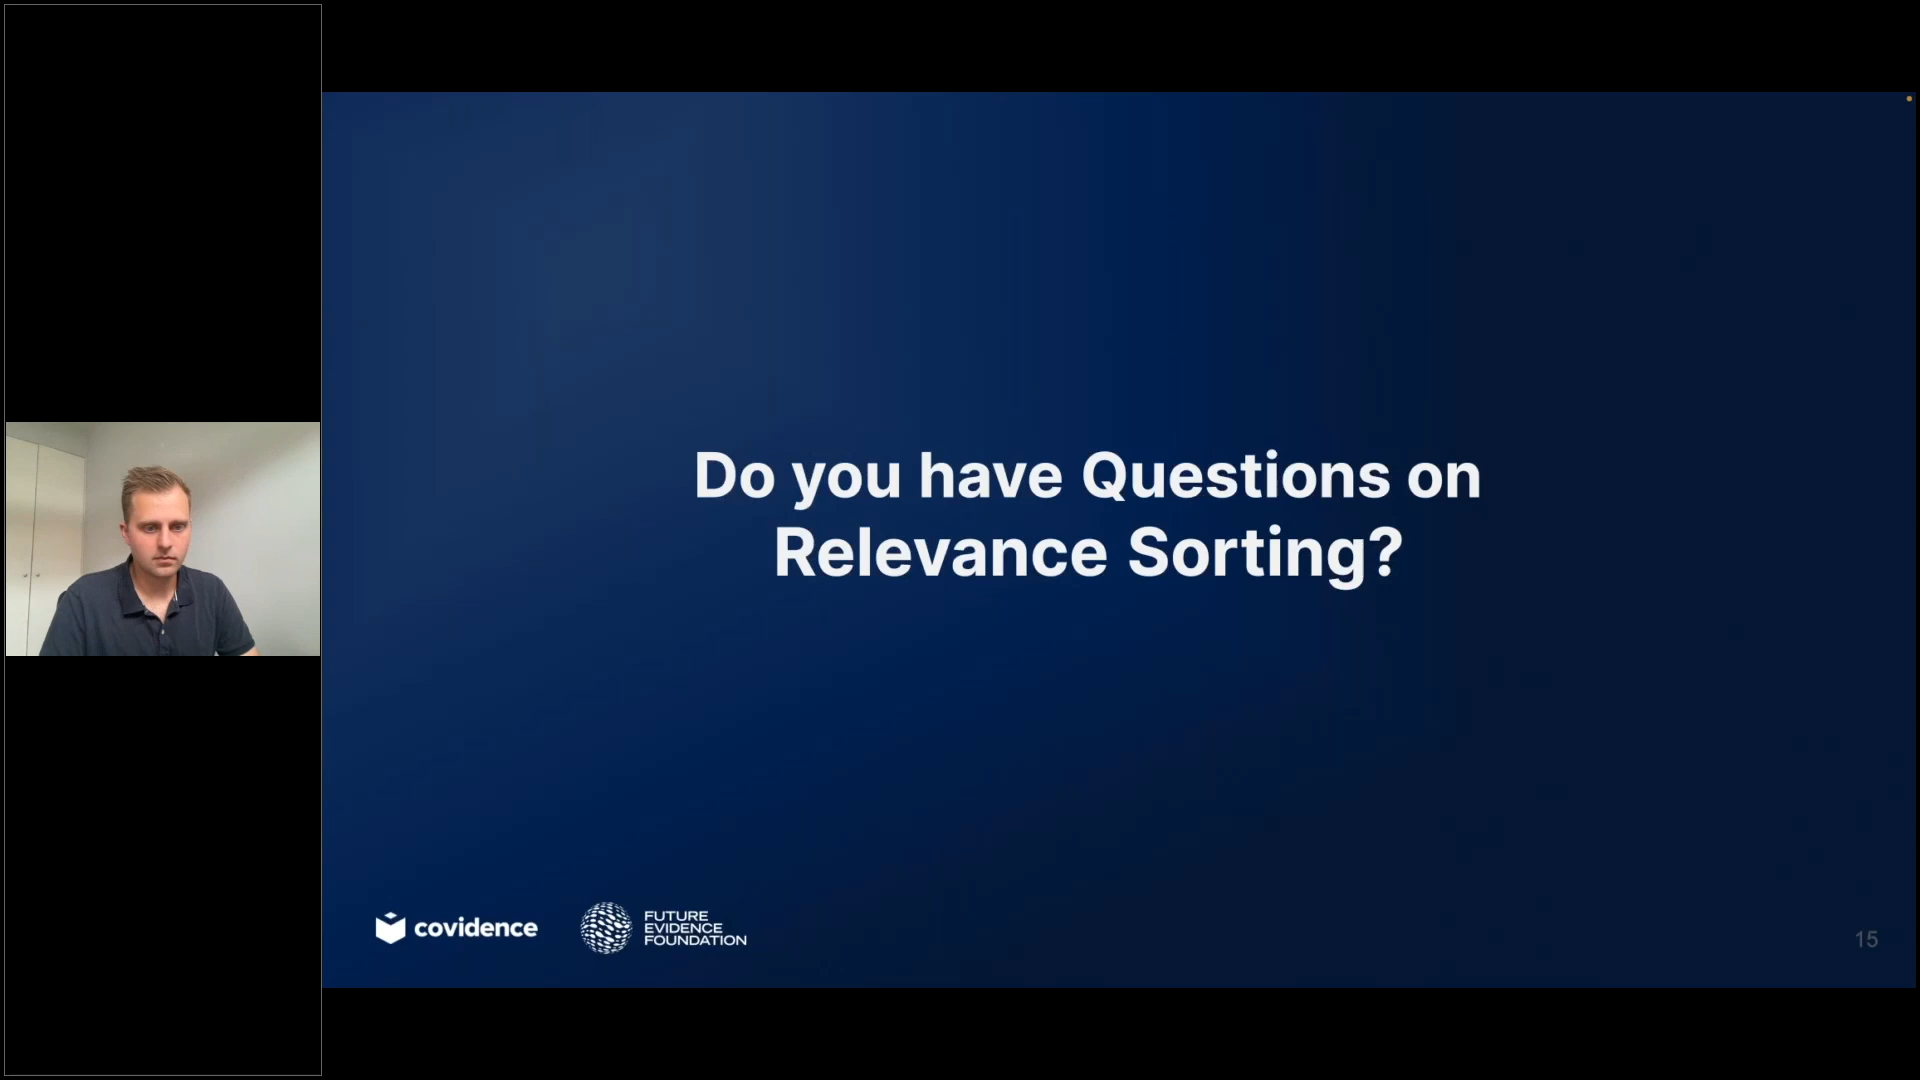 Do you have Questions on
Relevance Sorting?
covidence
FUTURE
EVIDENCE
FOUNDATION
15